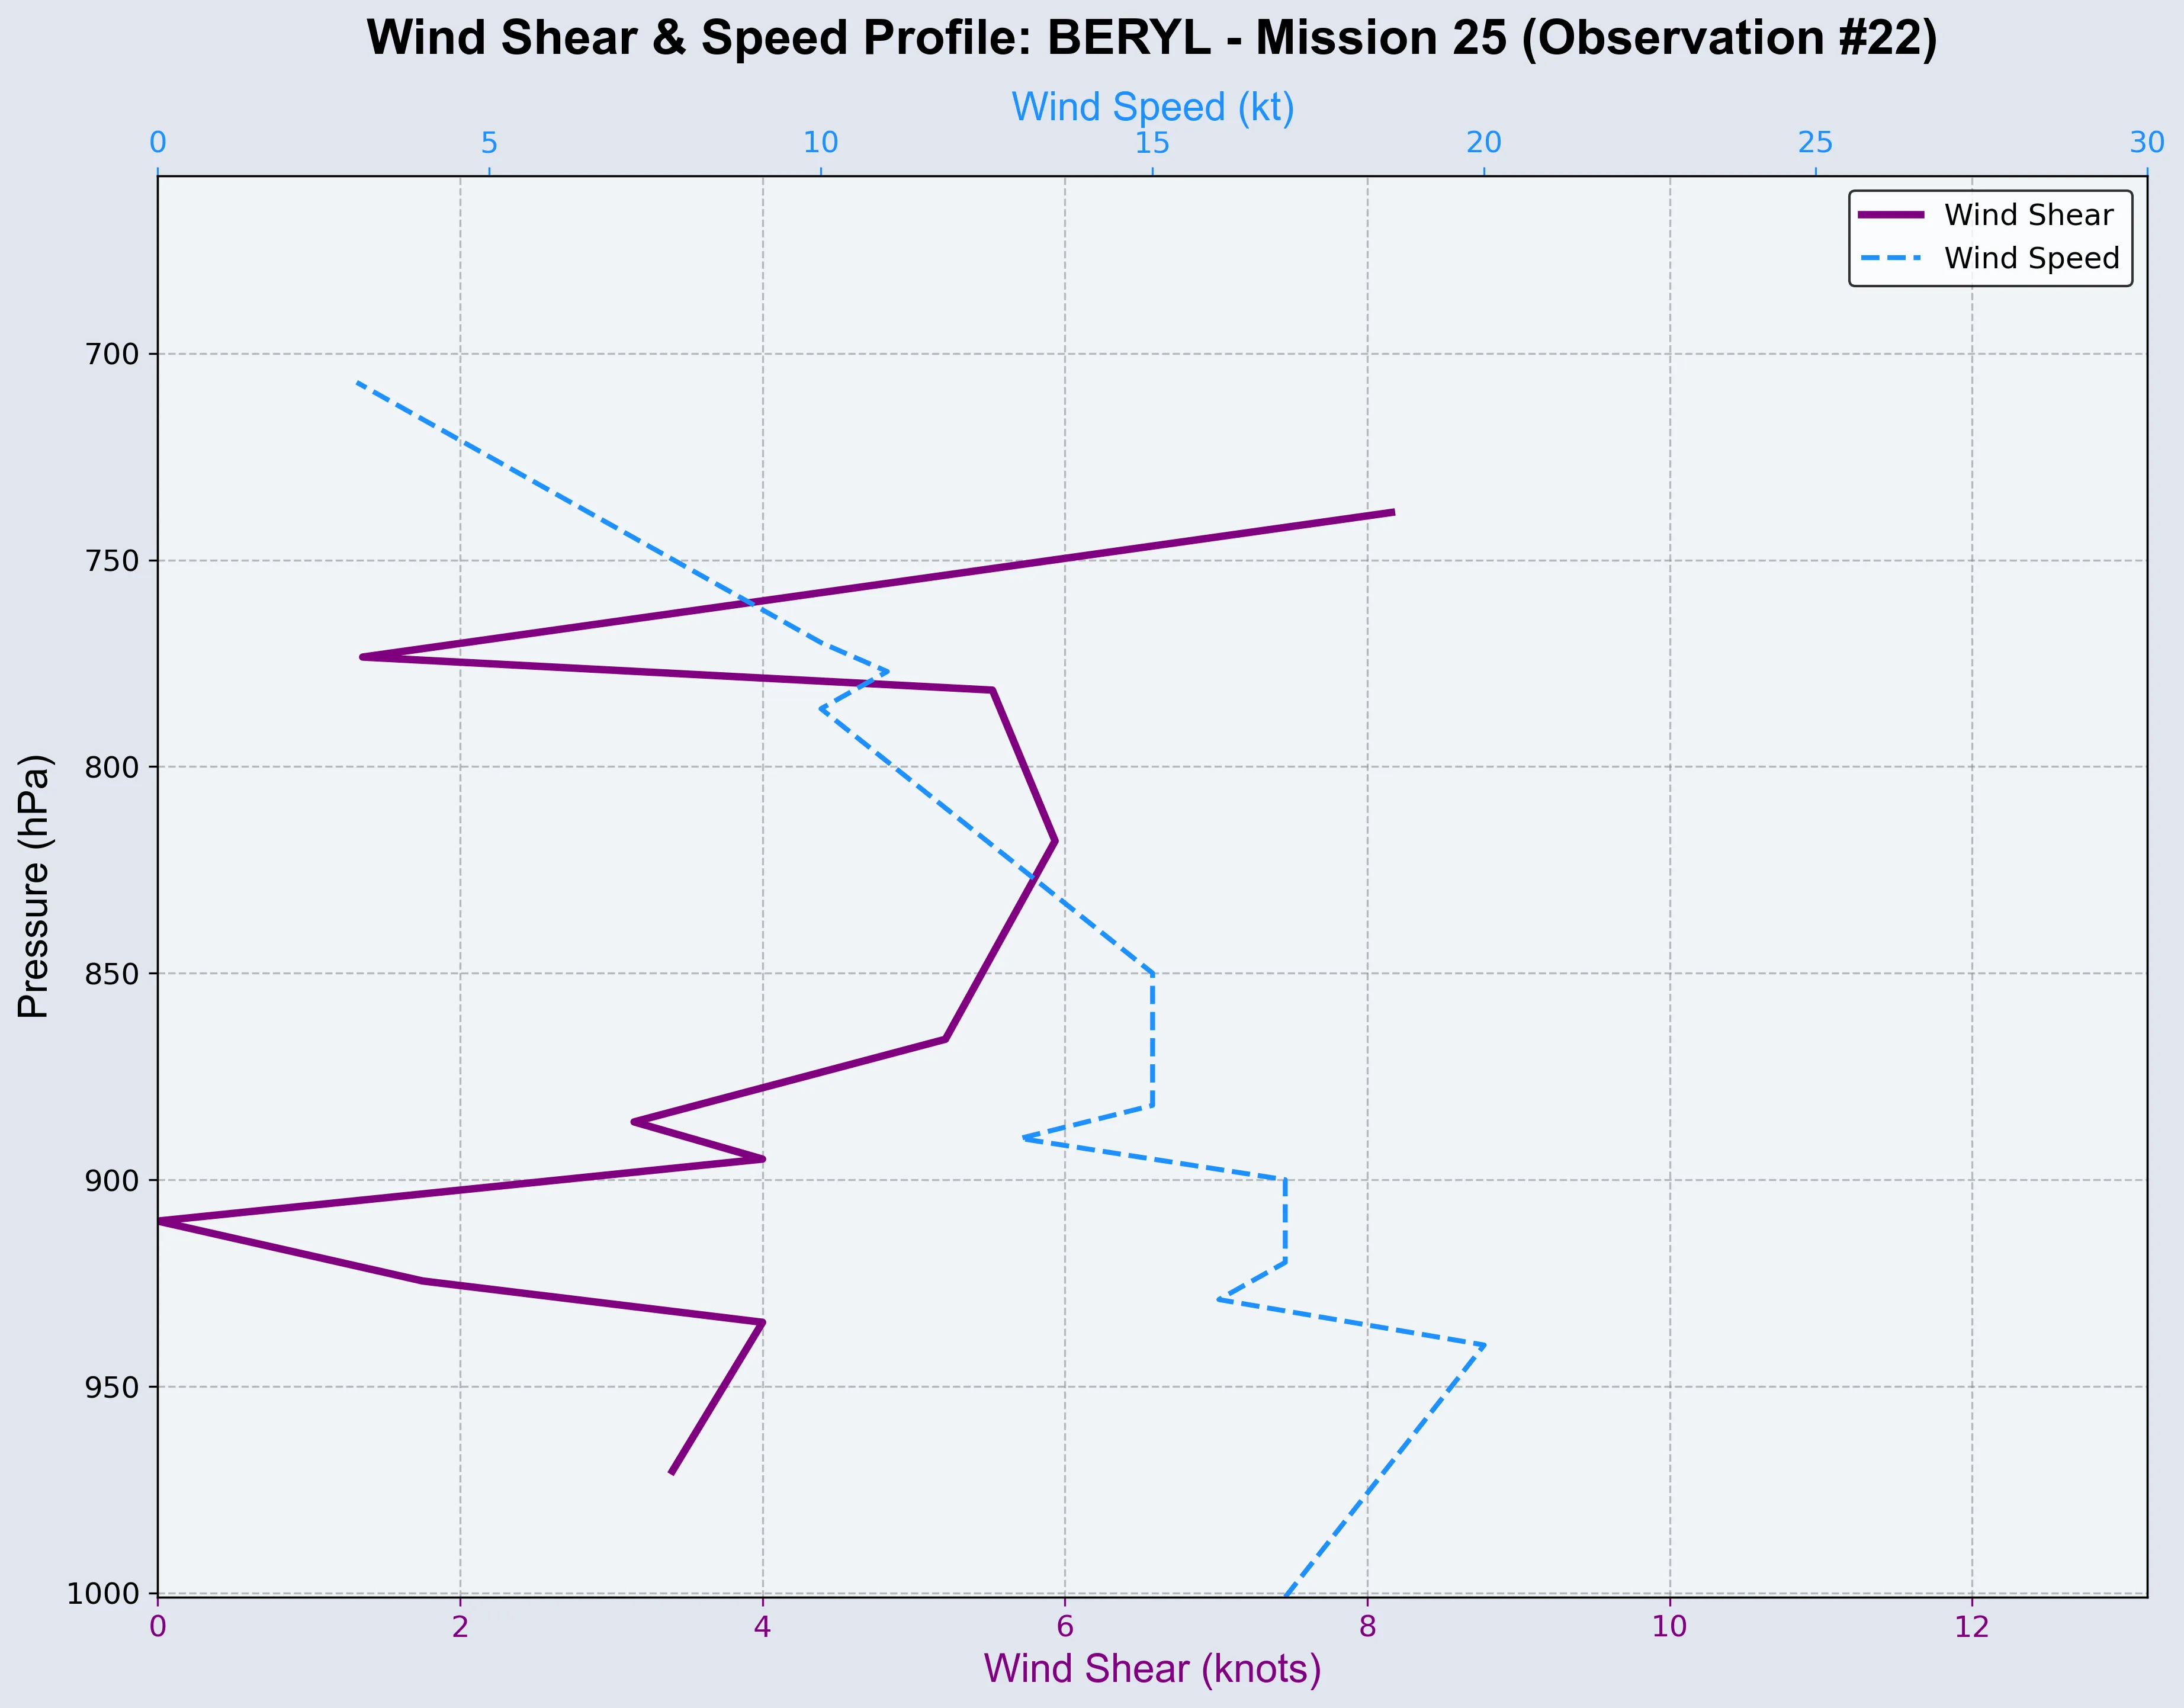 Wind Shear & Speed Profile: BERYL - Mission 25 (Observation #22)
Wind Speed (kt)
0 5 10 15 20 25 30
Wind Shear
Wind Speed
700
750
800
850
900
950
1000
Pressure (hPa)
0 2 4 6 8 10 12
Wind Shear (knots)